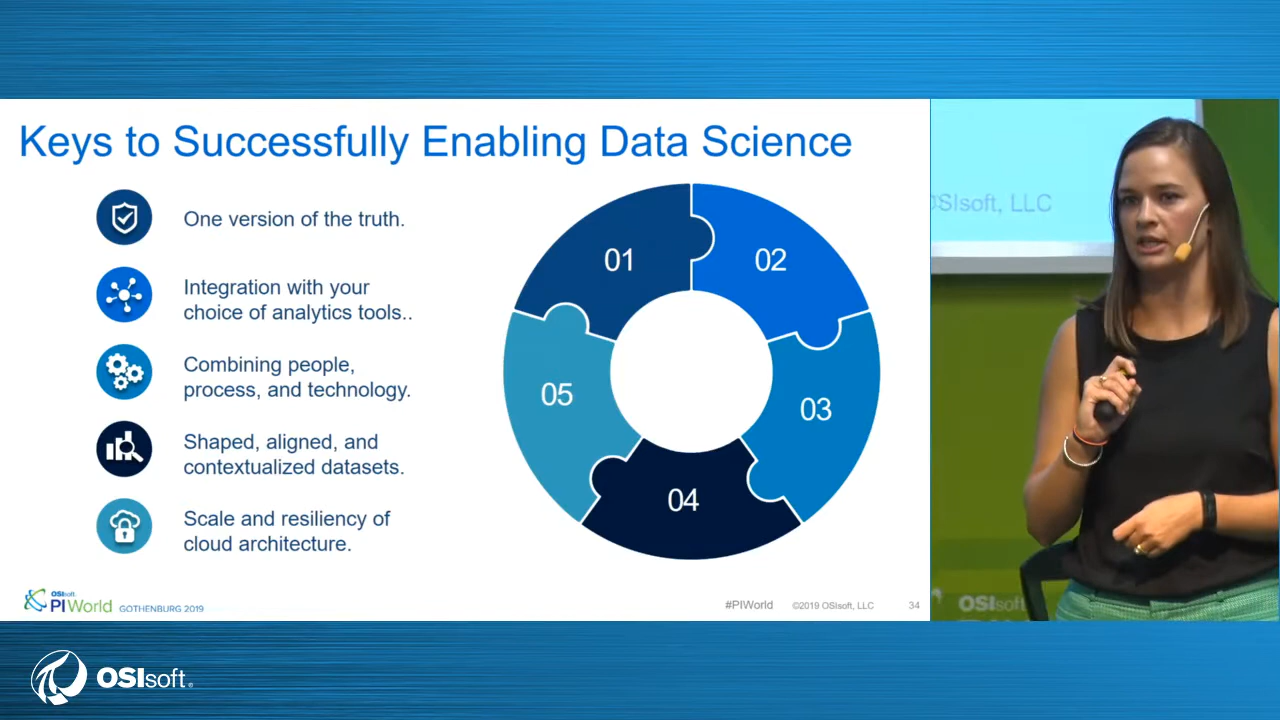 Keys to Successfully Enabling Data Science
One version of the truth.
Integration with your
choice of analytics tools..
Combining people,
process, and technology.
Shaped, aligned, and
contextualized datasets.
Scale and resiliency of
cloud architecture.
01
02
03
04
05
OSIsoft.
PI World GOTHENBURG 2019
#PIWorld ©2019 OSIsoft, LLC 34
OSIsoft, LLC
OSIsoft
OSIsoft®